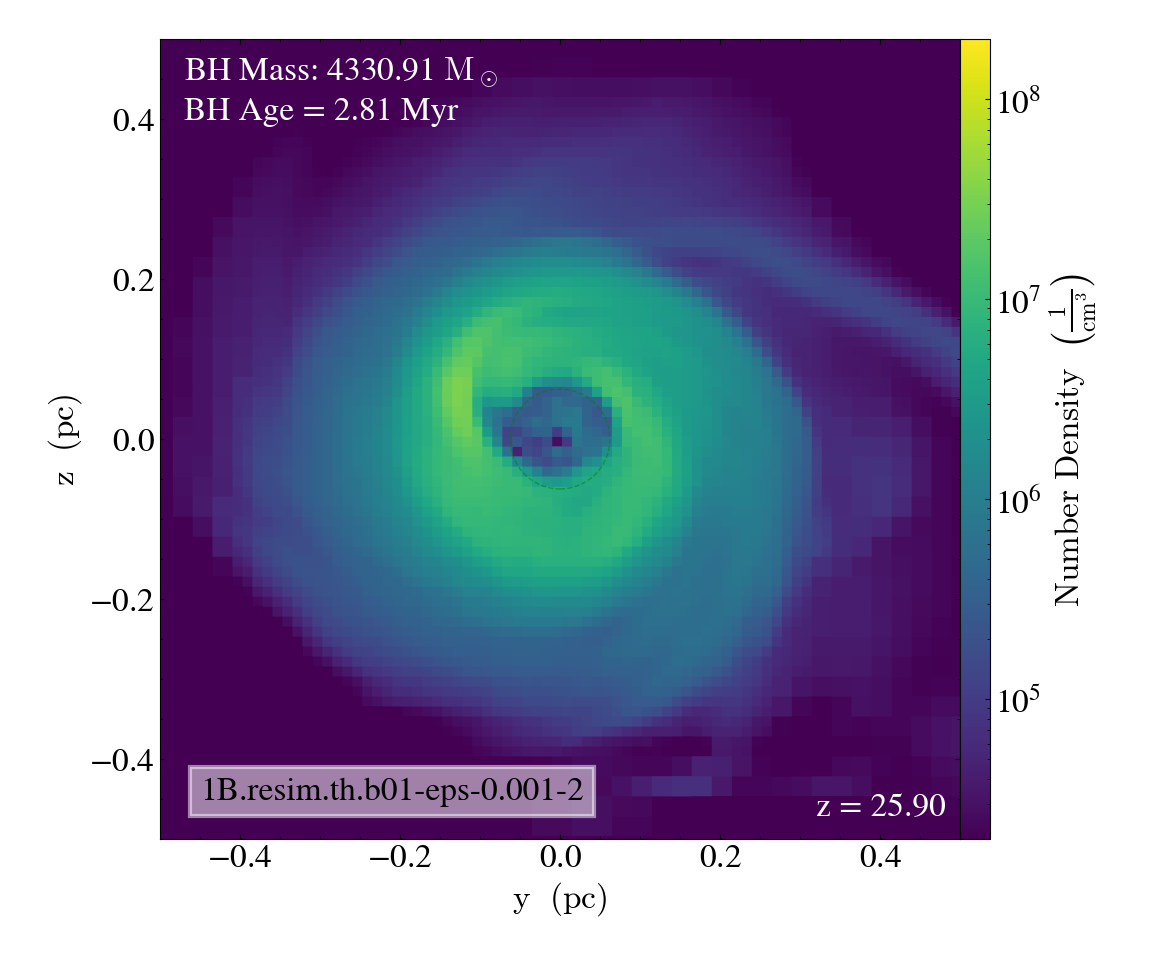 BH Mass: 4330.91 M⊙
BH Age = 2.81 Myr
0.4
0.2
0.0
−0.2
−0.4
z (pc)
1B.resim.th.b01-eps-0.001-2
z = 25.90
−0.4 −0.2 0.0 0.2 0.4
y (pc)
10⁸
10⁷
10⁶
10⁵
Number Density (1/cm³)